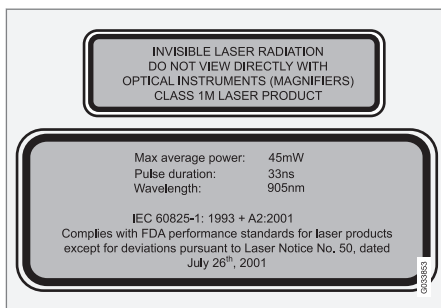 INVISIBLE LASER RADIATION
DO NOT VIEW DIRECTLY WITH
OPTICAL INSTRUMENTS (MAGNIFIERS)
CLASS 1M LASER PRODUCT
Max average power: 45mW
Pulse duration: 33ns
Wavelength: 905nm
IEC 60825-1: 1993 + A2:2001
Complies with FDA performance standards for laser products
except for deviations pursuant to Laser Notice No. 50, dated
July 26th, 2001
G033853